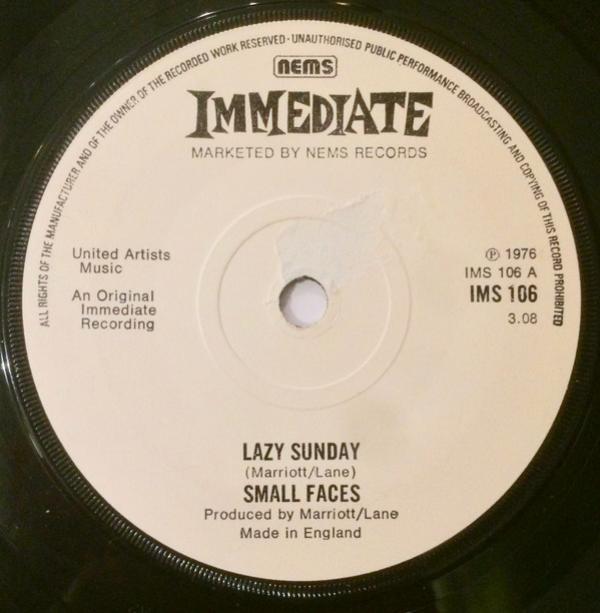 ALL RIGHTS OF THE MANUFACTURER AND OF THE OWNER OF THE RECORDED WORK RESERVED · UNAUTHORISED PUBLIC PERFORMANCE BROADCASTING AND COPYING OF THIS RECORD PROHIBITED
nems
IMMEDIATE
MARKETED BY NEMS RECORDS
United Artists
Music
An Original
Immediate
Recording
℗ 1976
IMS 106 A
IMS 106
3.08
LAZY SUNDAY
(Marriott/Lane)
SMALL FACES
Produced by Marriott/Lane
Made in England